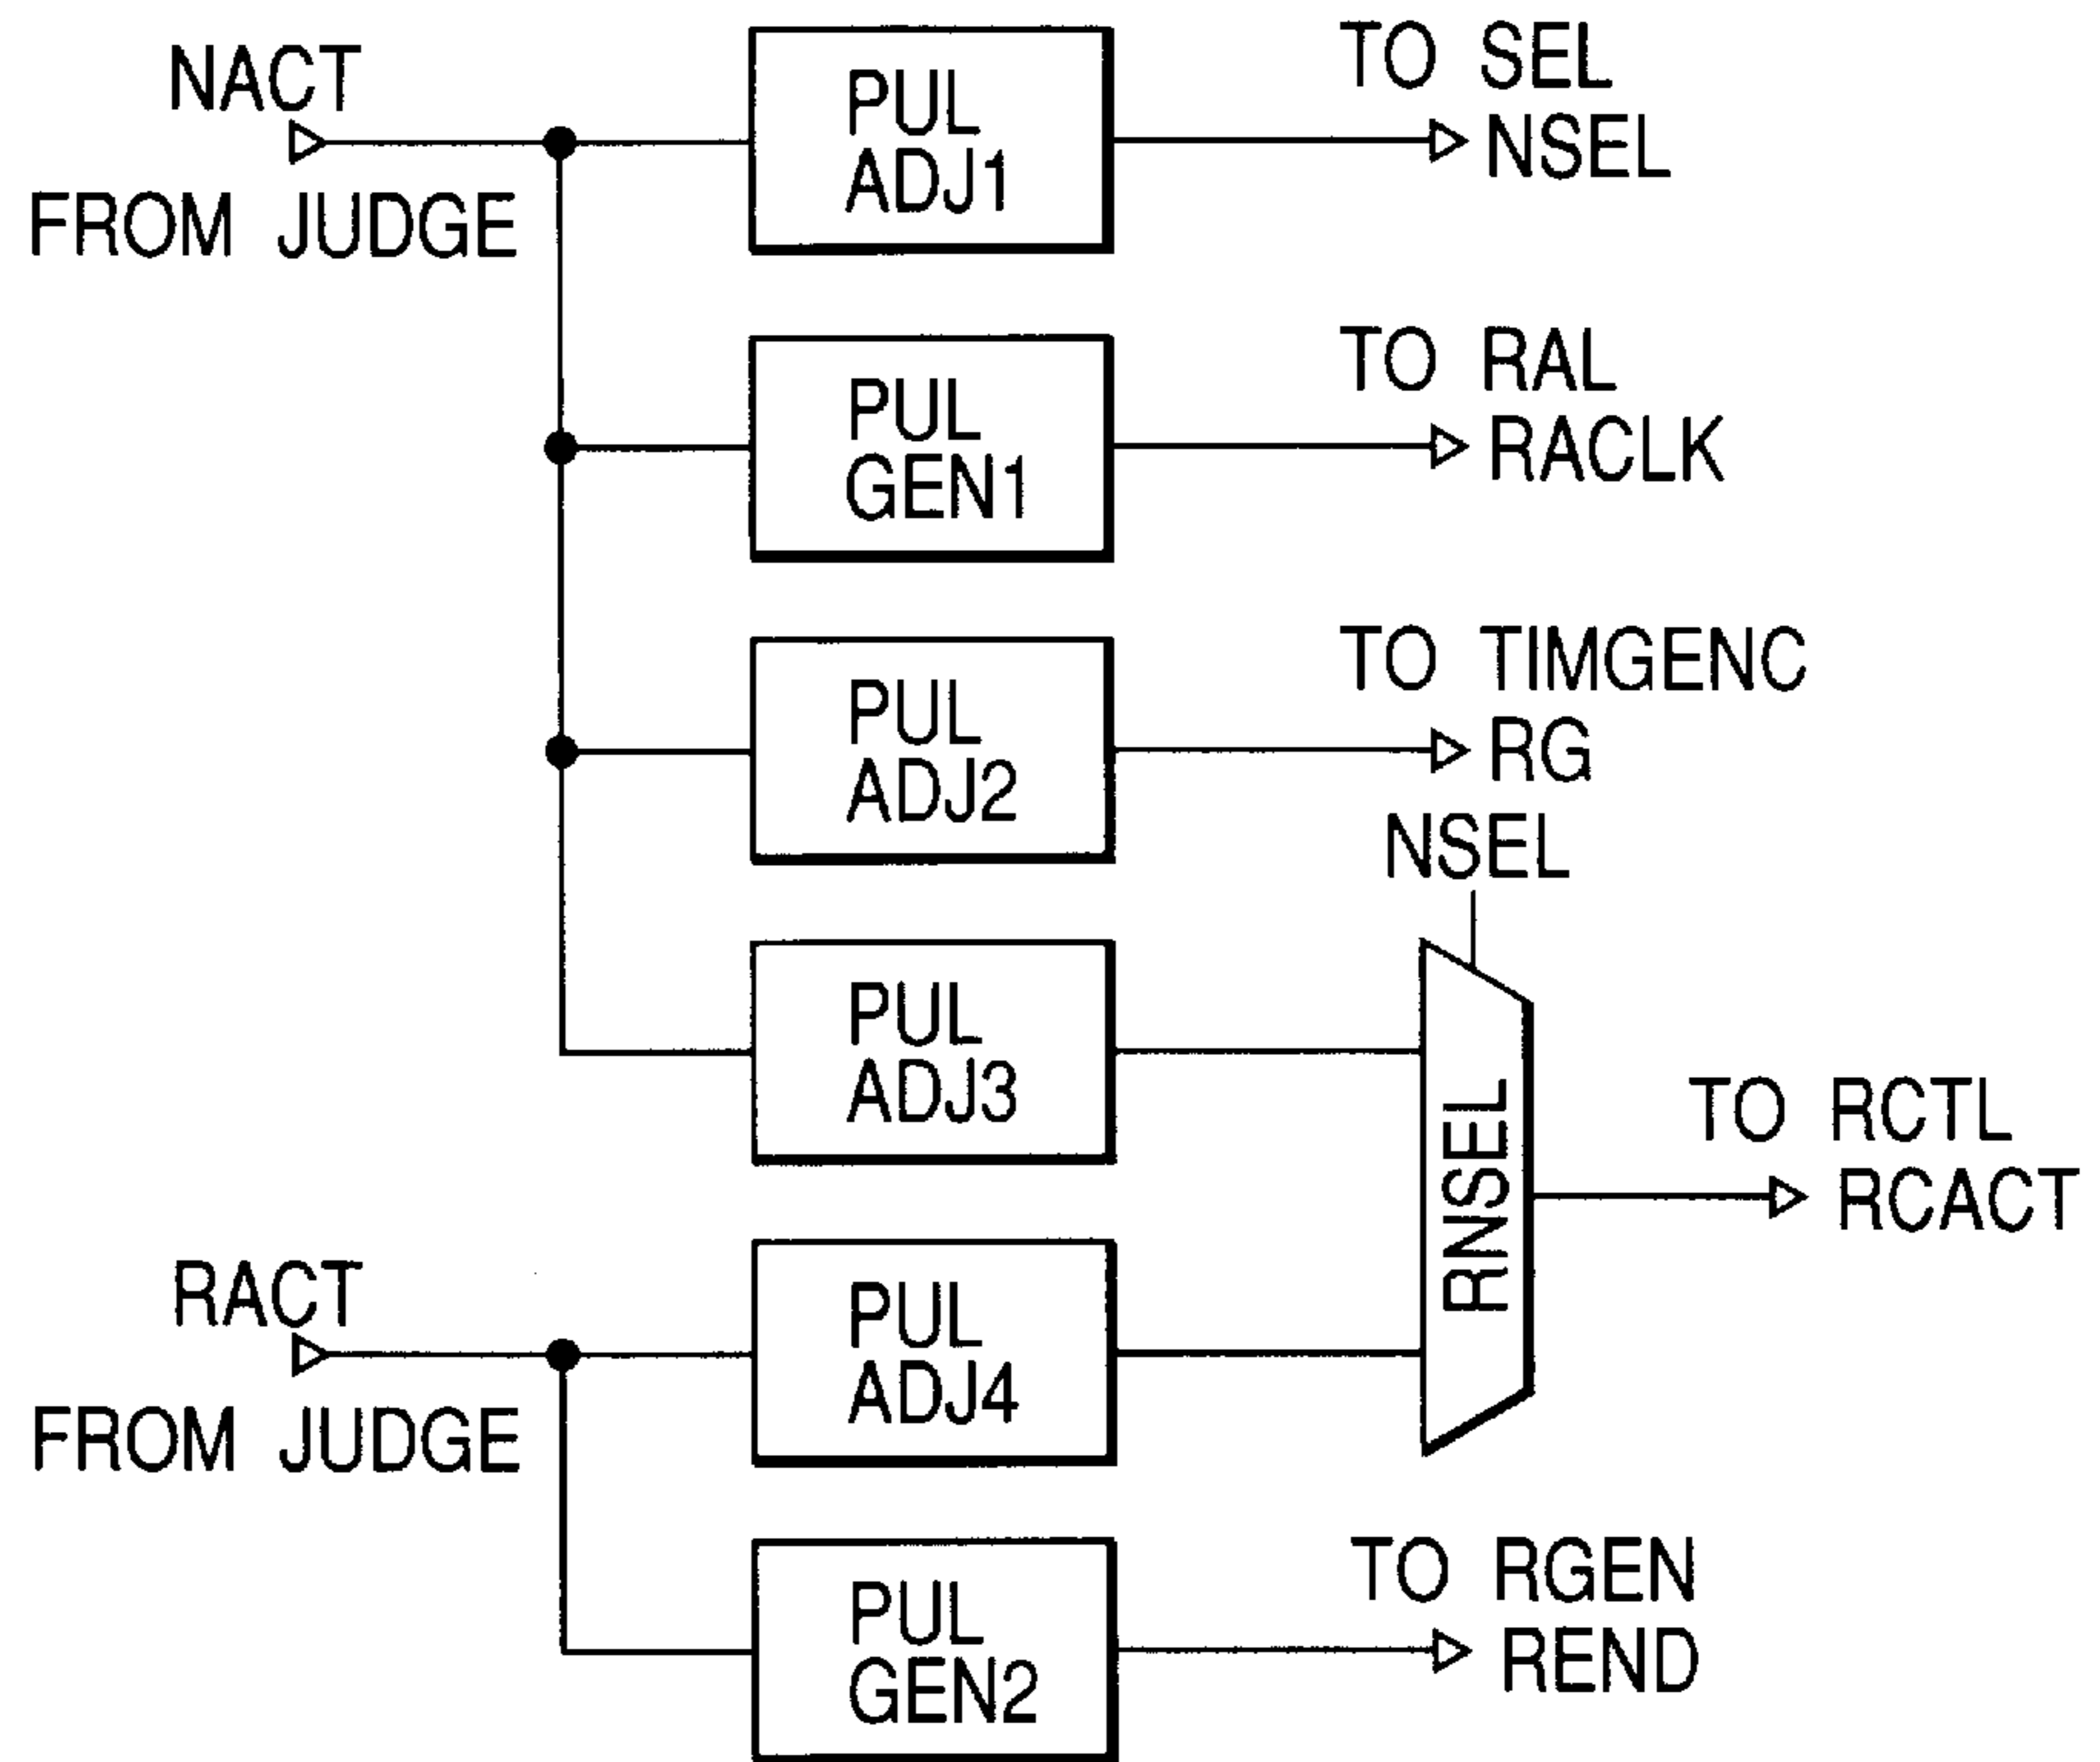 NACT
FROM JUDGE
PUL
ADJ1
TO SEL
NSEL
PUL
GEN1
TO RAL
RACLK
PUL
ADJ2
TO TIMGENC
RG
NSEL
PUL
ADJ3
RNSEL
TO RCTL
RCACT
RACT
FROM JUDGE
PUL
ADJ4
PUL
GEN2
TO RGEN
REND